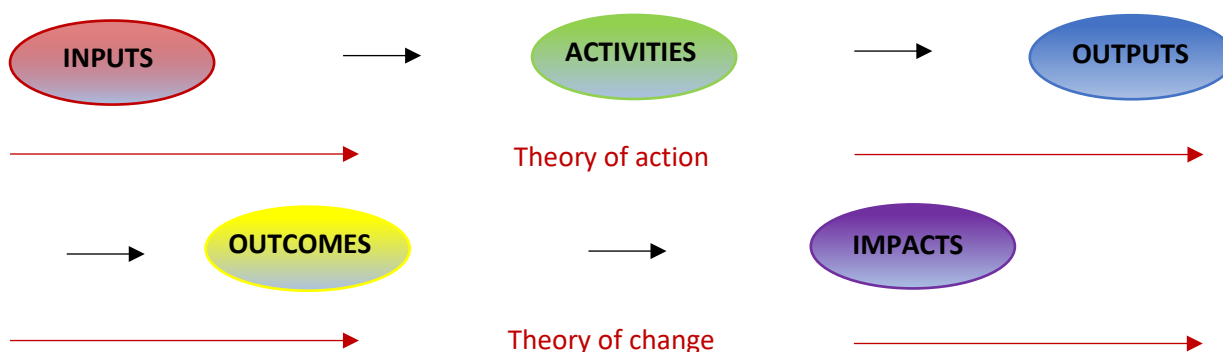 INPUTS ACTIVITIES OUTPUTS
Theory of action
OUTCOMES IMPACTS
Theory of change